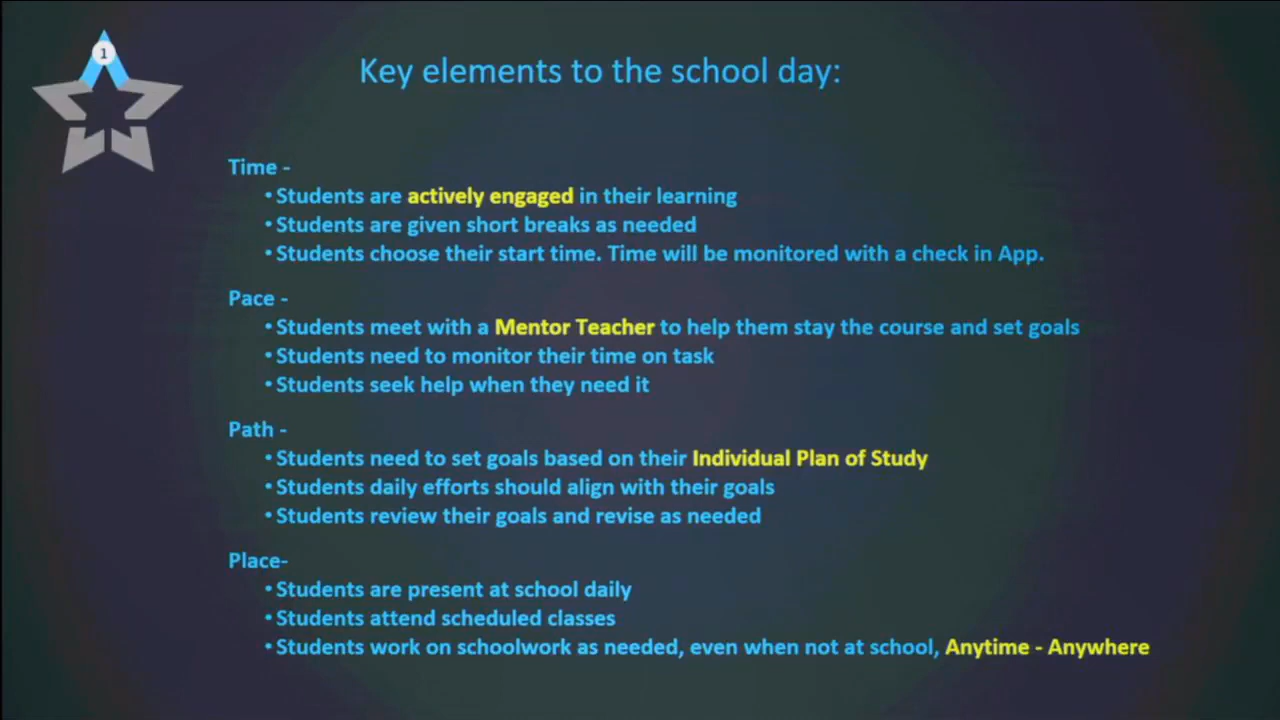 1
Key elements to the school day:
Time -
•Students are actively engaged in their learning
•Students are given short breaks as needed
•Students choose their start time. Time will be monitored with a check in App.
Pace -
•Students meet with a Mentor Teacher to help them stay the course and set goals
•Students need to monitor their time on task
•Students seek help when they need it
Path -
•Students need to set goals based on their Individual Plan of Study
•Students daily efforts should align with their goals
•Students review their goals and revise as needed
Place-
•Students are present at school daily
•Students attend scheduled classes
•Students work on schoolwork as needed, even when not at school, Anytime - Anywhere